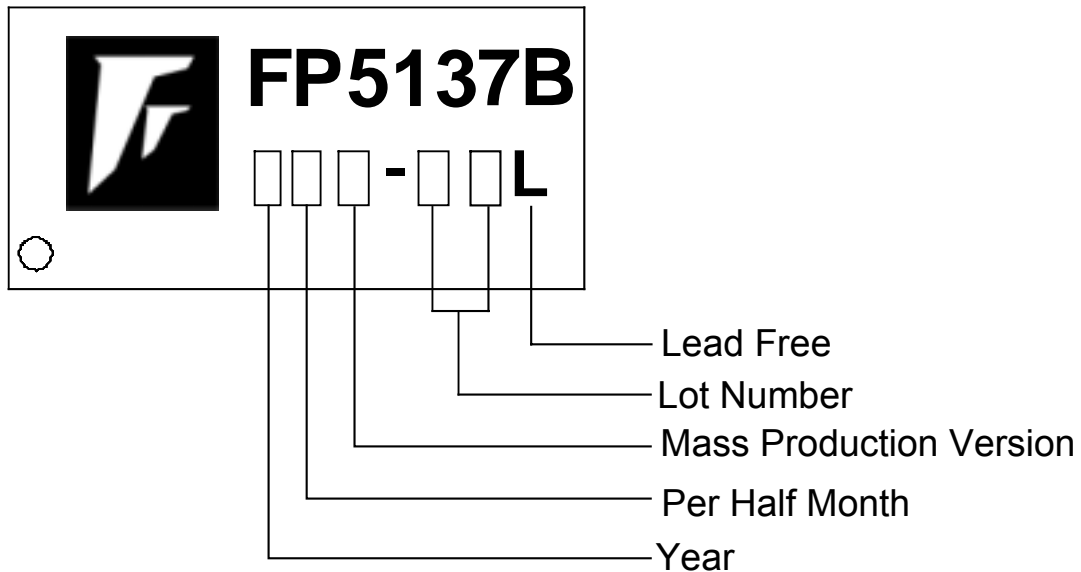 FP5137B
▯▯▯-▯▯L
Lead Free
Lot Number
Mass Production Version
Per Half Month
Year